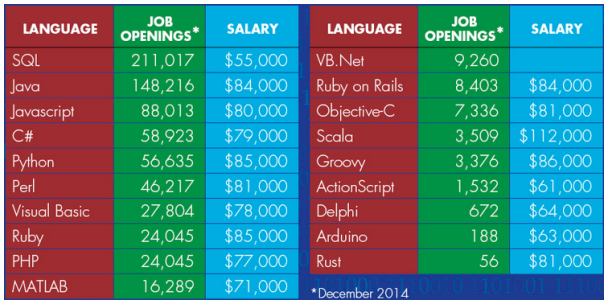 LANGUAGE JOB OPENINGS* SALARY
SQL 211,017 $55,000
Java 148,216 $84,000
Javascript 88,013 $80,000
C# 58,923 $79,000
Python 56,635 $85,000
Perl 46,217 $81,000
Visual Basic 27,804 $78,000
Ruby 24,045 $85,000
PHP 24,045 $77,000
MATLAB 16,289 $71,000
LANGUAGE JOB OPENINGS* SALARY
VB.Net 9,260
Ruby on Rails 8,403 $84,000
Objective-C 7,336 $81,000
Scala 3,509 $112,000
Groovy 3,376 $86,000
ActionScript 1,532 $61,000
Delphi 672 $64,000
Arduino 188 $63,000
Rust 56 $81,000
*December 2014